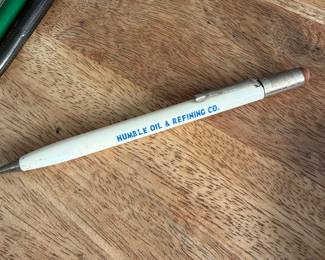 HUMBLE OIL & REFINING CO.